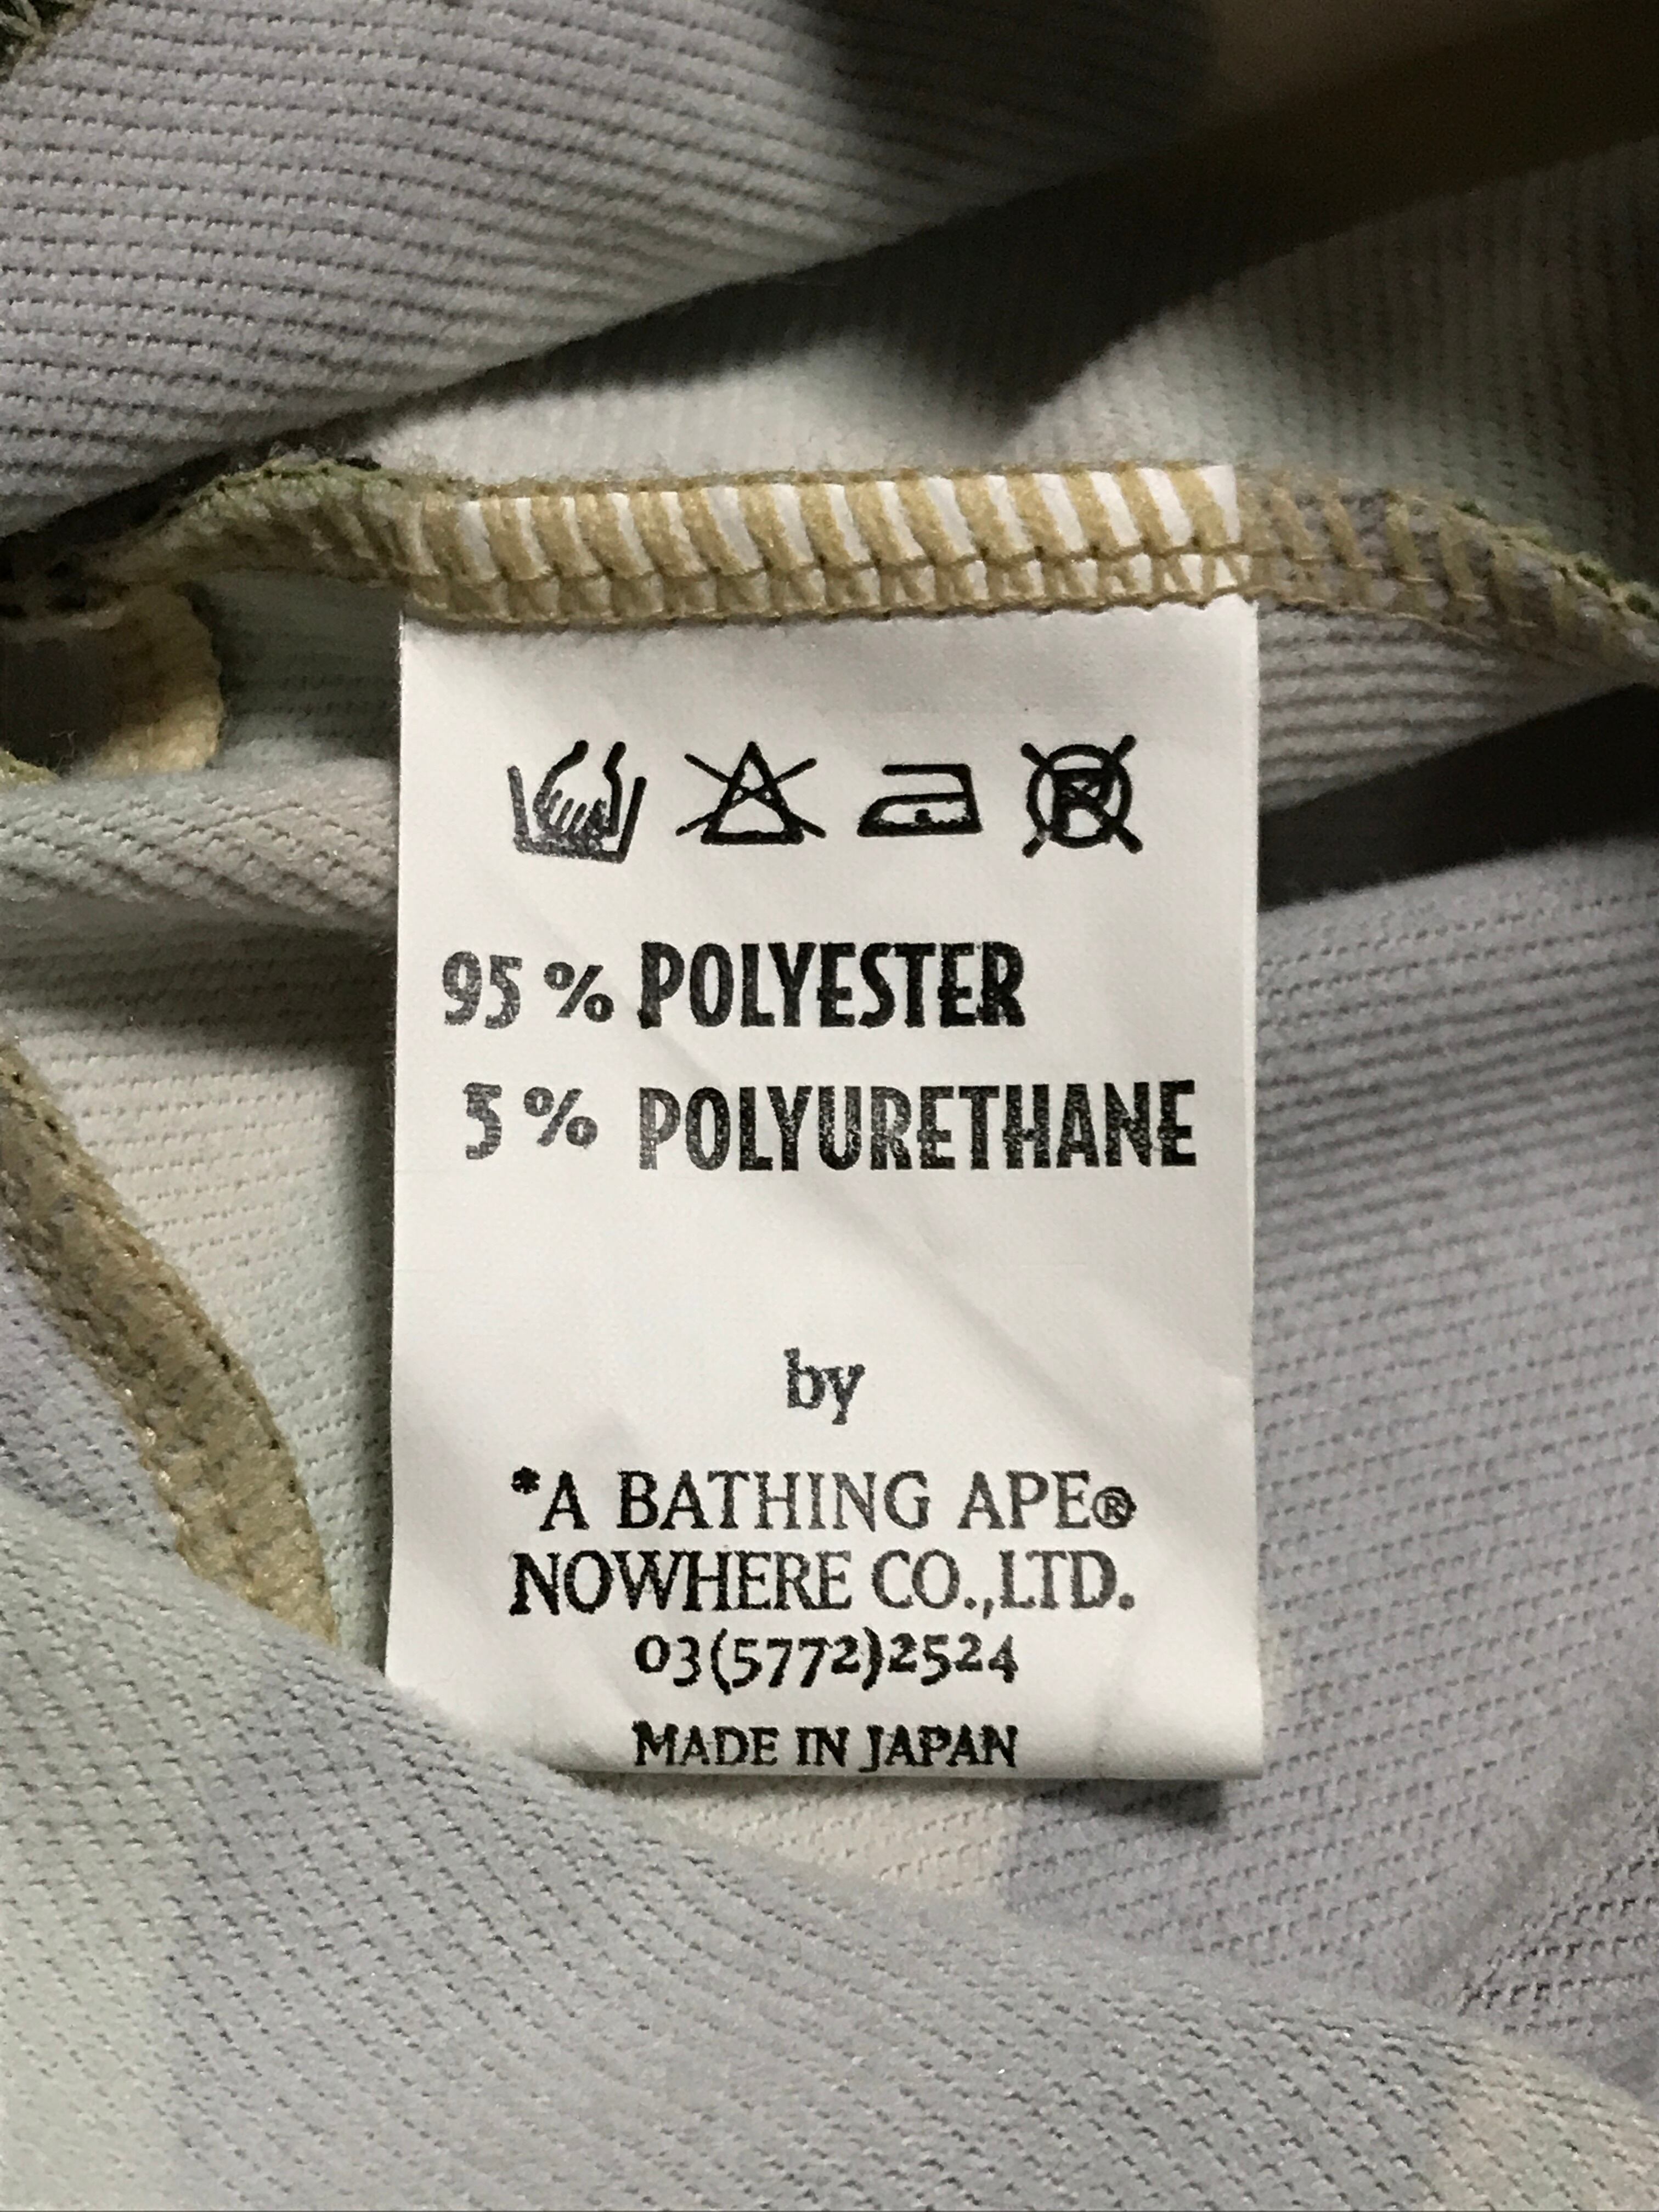 95% POLYESTER
5% POLYURETHANE
by
*A BATHING APE®
NOWHERE CO.,LTD.
03(5772)2524
MADE IN JAPAN